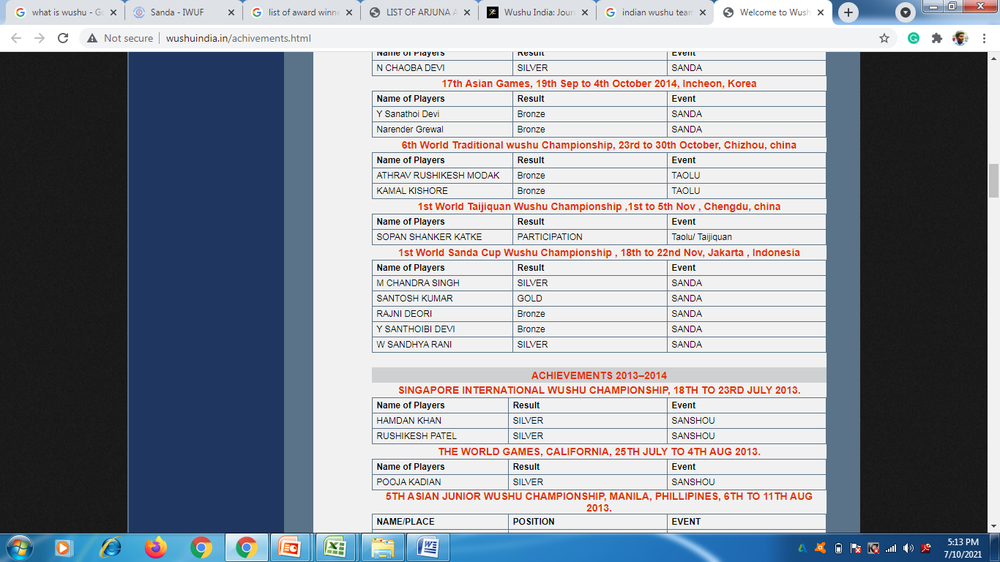 what is wushu - Go
Sanda - IWUF
list of award winne
LIST OF ARJUNA A
Wushu India: Jour
indian wushu team
Welcome to Wush
Not secure wushuindia.in/achivements.html
Name of Players Result Event
N CHAOBA DEVI SILVER SANDA
17th Asian Games, 19th Sep to 4th October 2014, Incheon, Korea
Name of Players Result Event
Y Sanathoi Devi Bronze SANDA
Narender Grewal Bronze SANDA
6th World Traditional wushu Championship, 23rd to 30th October, Chizhou, china
Name of Players Result Event
ATHRAV RUSHIKESH MODAK Bronze TAOLU
KAMAL KISHORE Bronze TAOLU
1st World Taijiquan Wushu Championship ,1st to 5th Nov , Chengdu, china
Name of Players Result Event
SOPAN SHANKER KATKE PARTICIPATION Taolu/ Taijiquan
1st World Sanda Cup Wushu Championship , 18th to 22nd Nov, Jakarta , Indonesia
Name of Players Result Event
M CHANDRA SINGH SILVER SANDA
SANTOSH KUMAR GOLD SANDA
RAJNI DEORI Bronze SANDA
Y SANTHOIBI DEVI Bronze SANDA
W SANDHYA RANI SILVER SANDA
ACHIEVEMENTS 2013–2014
SINGAPORE INTERNATIONAL WUSHU CHAMPIONSHIP, 18TH TO 23RD JULY 2013.
Name of Players Result Event
HAMDAN KHAN SILVER SANSHOU
RUSHIKESH PATEL SILVER SANSHOU
THE WORLD GAMES, CALIFORNIA, 25TH JULY TO 4TH AUG 2013.
Name of Players Result Event
POOJA KADIAN SILVER SANSHOU
5TH ASIAN JUNIOR WUSHU CHAMPIONSHIP, MANILA, PHILLIPINES, 6TH TO 11TH AUG
2013.
NAME/PLACE POSITION EVENT
5:13 PM
7/10/2021